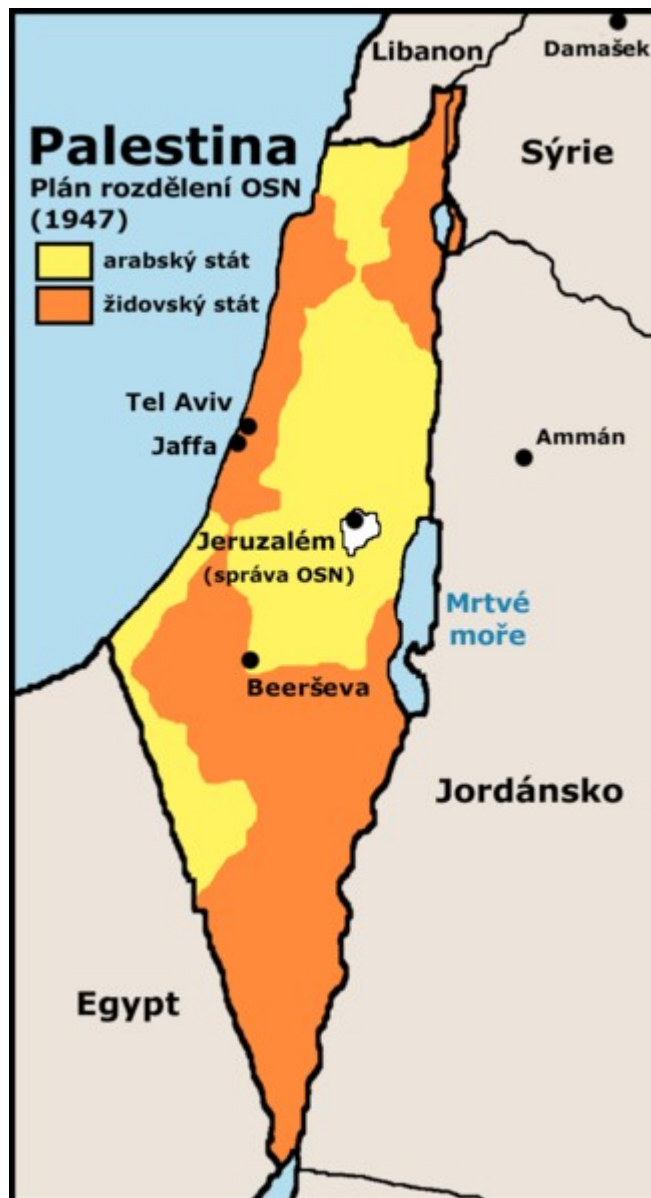 Libanon
Damašek
Palestina
Plán rozdělení OSN
(1947)
arabský stát
židovský stát
Sýrie
Tel Aviv
Jaffa
Ammán
Jeruzalém
(správa OSN)
Mrtvé
moře
Beerševa
Jordánsko
Egypt